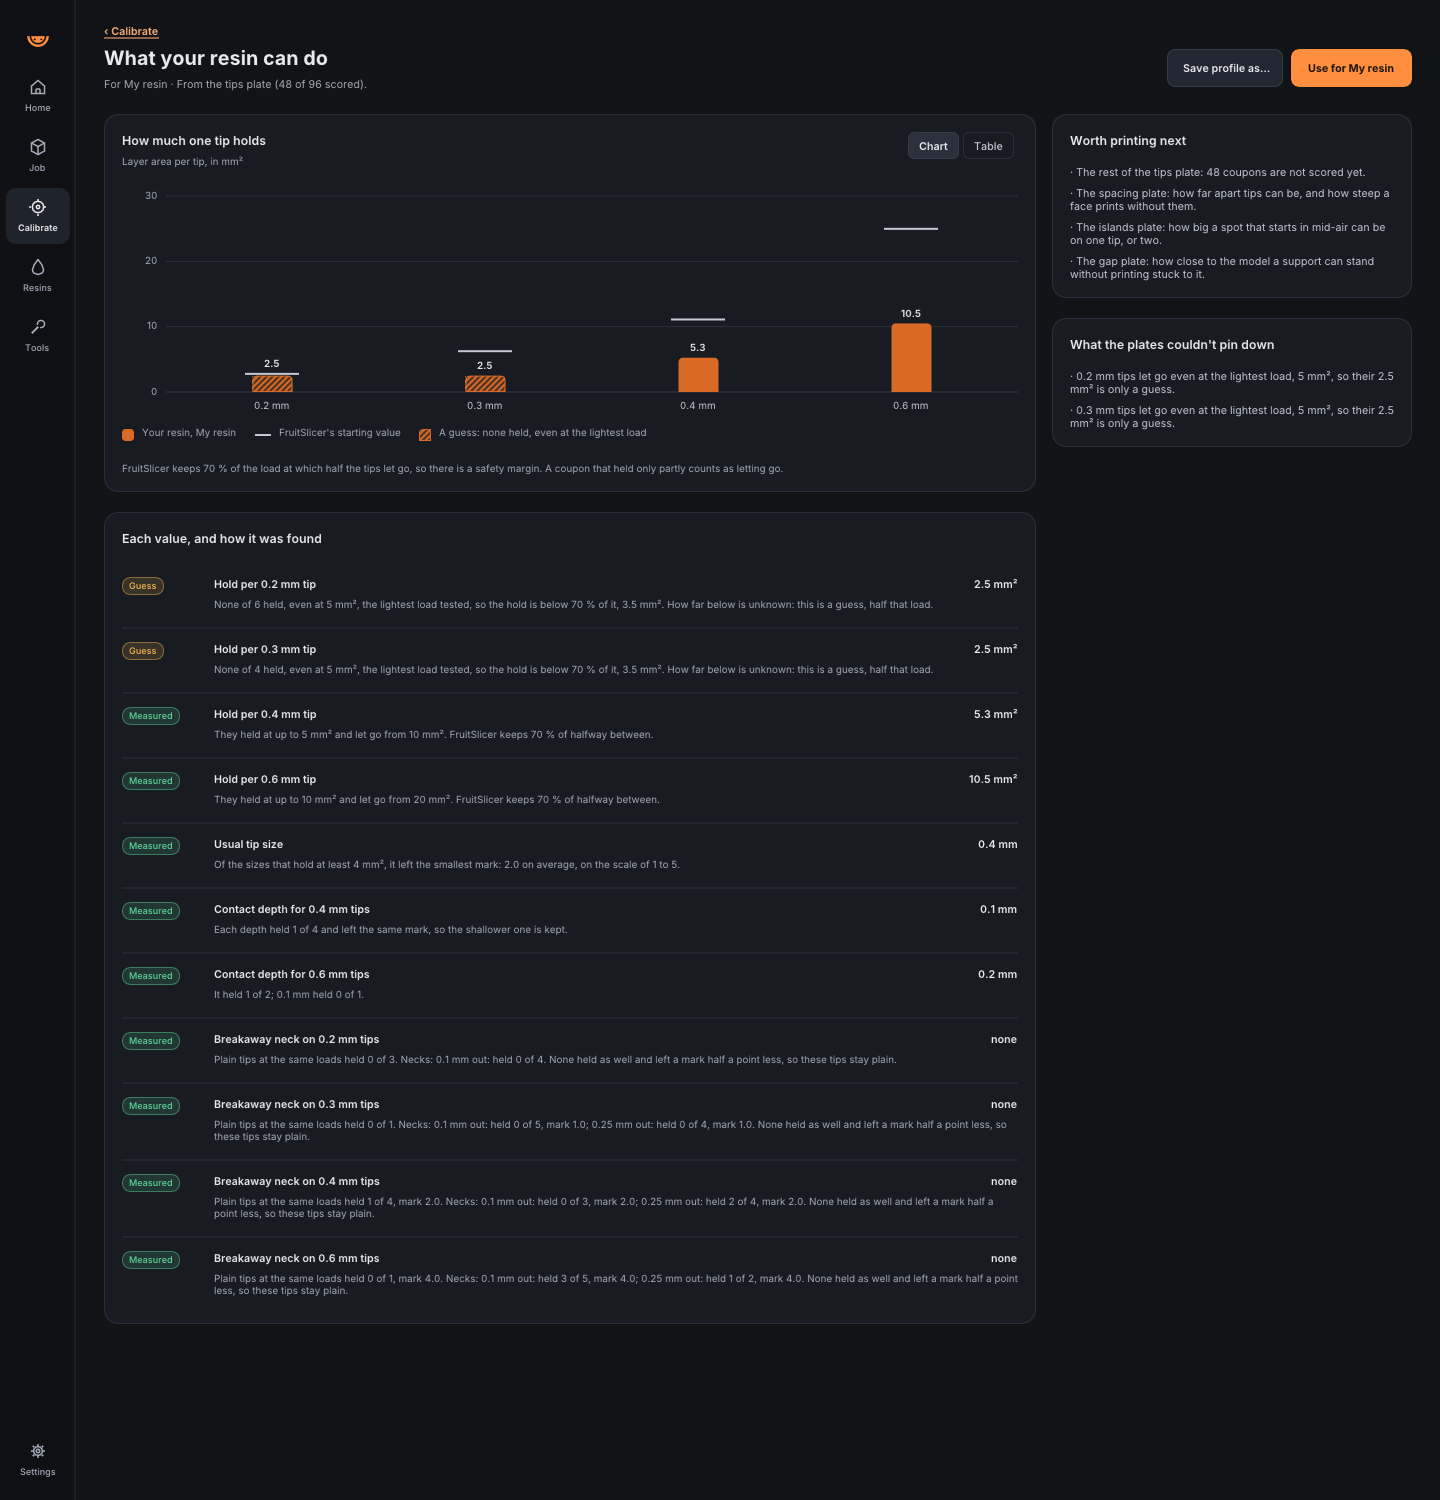 ‹ Calibrate
What your resin can do
For My resin · From the tips plate (48 of 96 scored).
Save profile as...
Use for My resin
Home
Job
Calibrate
Resins
Tools
Settings
How much one tip holds
Layer area per tip, in mm²
Chart
Table
30
20
10
0
2.5
2.5
5.3
10.5
0.2 mm
0.3 mm
0.4 mm
0.6 mm
Your resin, My resin
FruitSlicer's starting value
A guess: none held, even at the lightest load
FruitSlicer keeps 70 % of the load at which half the tips let go, so there is a safety margin. A coupon that held only partly counts as letting go.
Worth printing next
· The rest of the tips plate: 48 coupons are not scored yet.
· The spacing plate: how far apart tips can be, and how steep a
face prints without them.
· The islands plate: how big a spot that starts in mid-air can be
on one tip, or two.
· The gap plate: how close to the model a support can stand
without printing stuck to it.
What the plates couldn't pin down
· 0.2 mm tips let go even at the lightest load, 5 mm², so their 2.5
mm² is only a guess.
· 0.3 mm tips let go even at the lightest load, 5 mm², so their 2.5
mm² is only a guess.
Each value, and how it was found
Guess
Hold per 0.2 mm tip
2.5 mm²
None of 6 held, even at 5 mm², the lightest load tested, so the hold is below 70 % of it, 3.5 mm². How far below is unknown: this is a guess, half that load.
Guess
Hold per 0.3 mm tip
2.5 mm²
None of 4 held, even at 5 mm², the lightest load tested, so the hold is below 70 % of it, 3.5 mm². How far below is unknown: this is a guess, half that load.
Measured
Hold per 0.4 mm tip
5.3 mm²
They held at up to 5 mm² and let go from 10 mm². FruitSlicer keeps 70 % of halfway between.
Measured
Hold per 0.6 mm tip
10.5 mm²
They held at up to 10 mm² and let go from 20 mm². FruitSlicer keeps 70 % of halfway between.
Measured
Usual tip size
0.4 mm
Of the sizes that hold at least 4 mm², it left the smallest mark: 2.0 on average, on the scale of 1 to 5.
Measured
Contact depth for 0.4 mm tips
0.1 mm
Each depth held 1 of 4 and left the same mark, so the shallower one is kept.
Measured
Contact depth for 0.6 mm tips
0.2 mm
It held 1 of 2; 0.1 mm held 0 of 1.
Measured
Breakaway neck on 0.2 mm tips
none
Plain tips at the same loads held 0 of 3. Necks: 0.1 mm out: held 0 of 4. None held as well and left a mark half a point less, so these tips stay plain.
Measured
Breakaway neck on 0.3 mm tips
none
Plain tips at the same loads held 0 of 1. Necks: 0.1 mm out: held 0 of 5, mark 1.0; 0.25 mm out: held 0 of 4, mark 1.0. None held as well and left a mark half a point less, so
these tips stay plain.
Measured
Breakaway neck on 0.4 mm tips
none
Plain tips at the same loads held 1 of 4, mark 2.0. Necks: 0.1 mm out: held 0 of 3, mark 2.0; 0.25 mm out: held 2 of 4, mark 2.0. None held as well and left a mark half a
point less, so these tips stay plain.
Measured
Breakaway neck on 0.6 mm tips
none
Plain tips at the same loads held 0 of 1, mark 4.0. Necks: 0.1 mm out: held 3 of 5, mark 4.0; 0.25 mm out: held 1 of 2, mark 4.0. None held as well and left a mark half a point
less, so these tips stay plain.